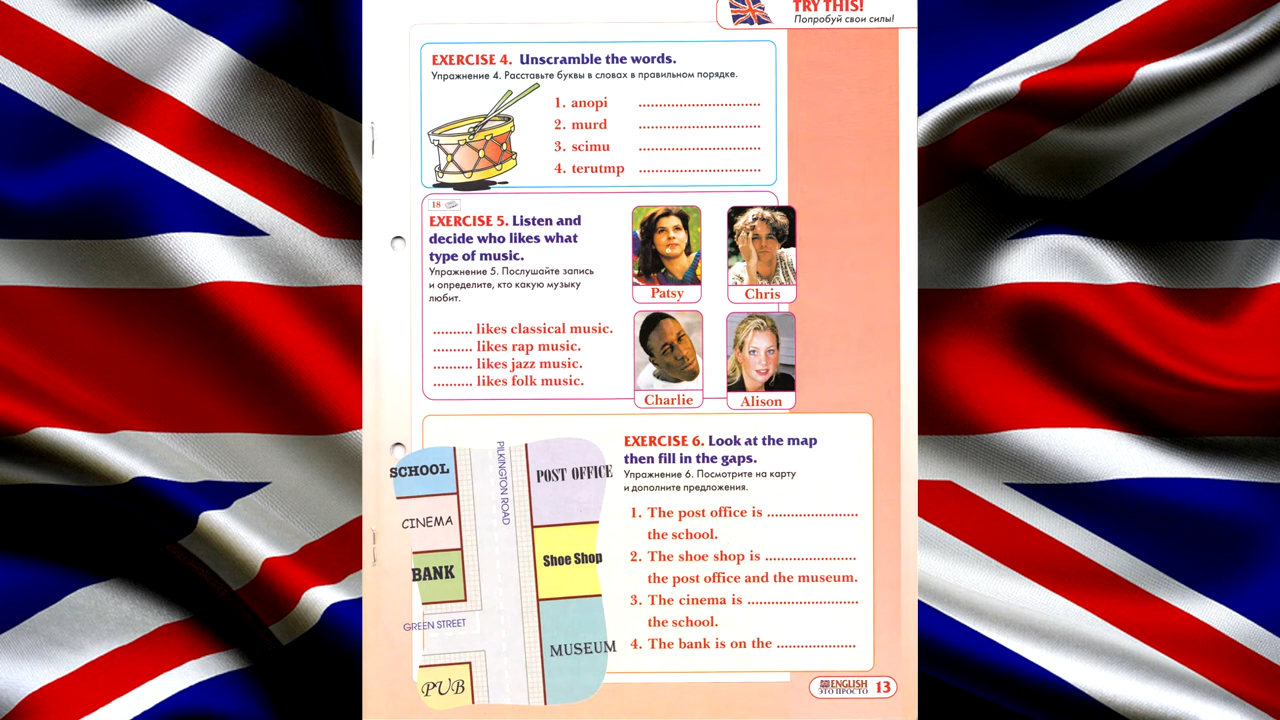 TRY THIS!
Попробуй свои силы!
EXERCISE 4. Unscramble the words.
Упражнение 4. Расставьте буквы в словах в правильном порядке.
1. anopi ..............................
2. murd ..............................
3. scimu ..............................
4. terutmp ..............................
18
EXERCISE 5. Listen and
decide who likes what
type of music.
Упражнение 5. Послушайте запись
и определите, кто какую музыку
любит.
.......... likes classical music.
.......... likes rap music.
.......... likes jazz music.
.......... likes folk music.
Patsy
Chris
Charlie
Alison
EXERCISE 6. Look at the map
then fill in the gaps.
Упражнение 6. Посмотрите на карту
и дополните предложения.
1. The post office is .......................
the school.
2. The shoe shop is .......................
the post office and the museum.
3. The cinema is ............................
the school.
4. The bank is on the ....................
SCHOOL
CINEMA
BANK
GREEN STREET
PUB
PILKINGTON ROAD
POST OFFICE
Shoe Shop
MUSEUM
ENGLISH
ЭТО ПРОСТО
13